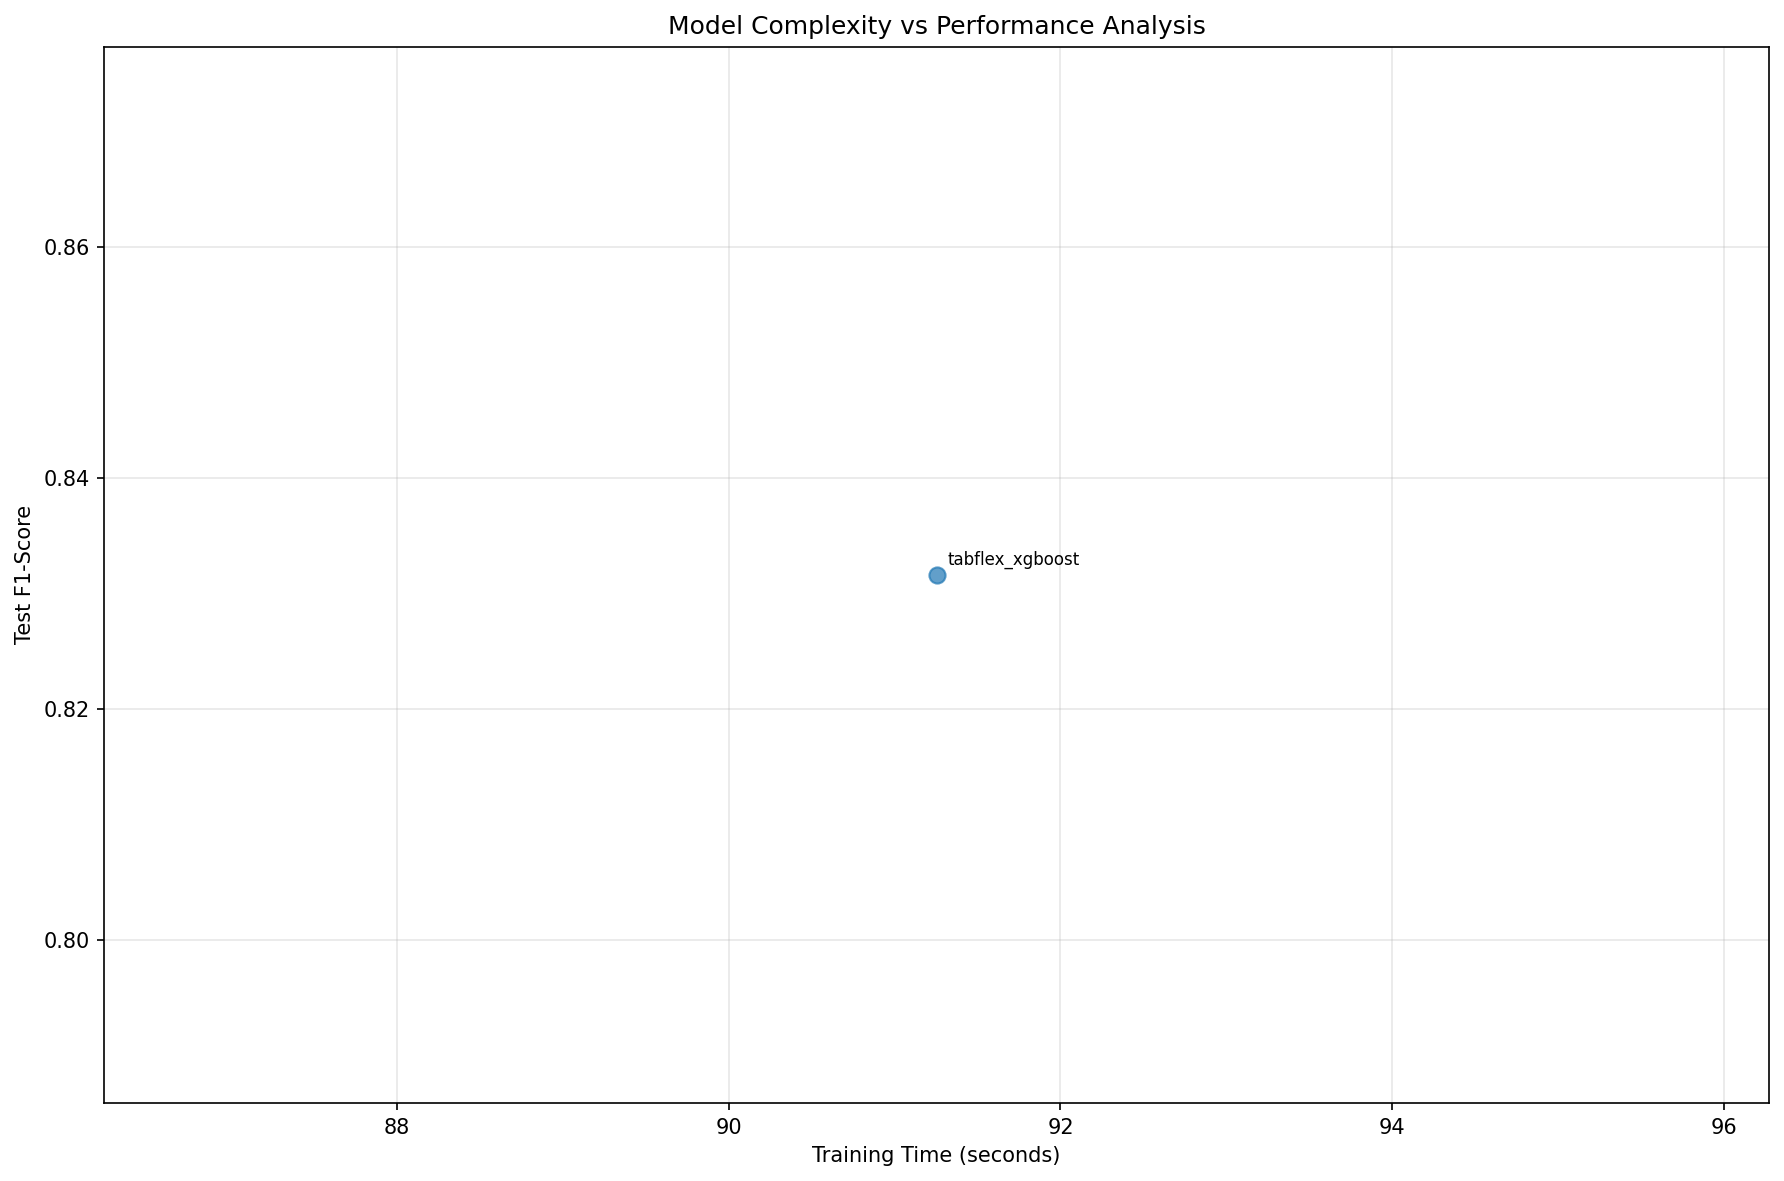 Model Complexity vs Performance Analysis
0.86
0.84
0.82
0.80
Test F1-Score
tabflex_xgboost
88
90
92
94
96
Training Time (seconds)